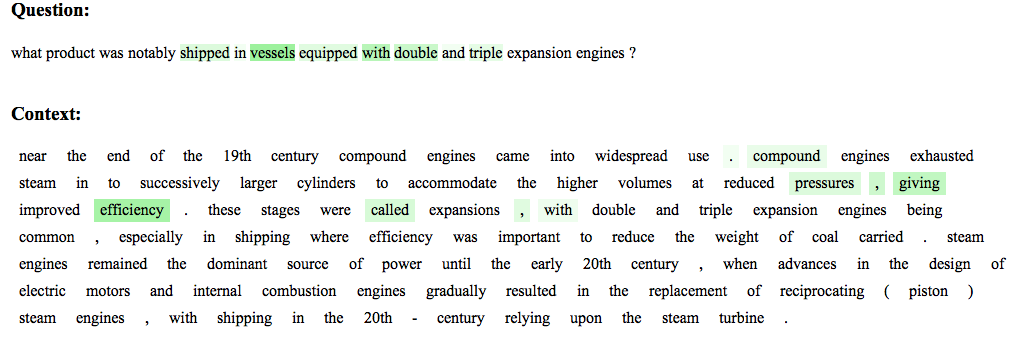 Question:
what product was notably shipped in vessels equipped with double and triple expansion engines ?
Context:
near the end of the 19th century compound engines came into widespread use . compound engines exhausted
steam in to successively larger cylinders to accommodate the higher volumes at reduced pressures , giving
improved efficiency . these stages were called expansions , with double and triple expansion engines being
common , especially in shipping where efficiency was important to reduce the weight of coal carried . steam
engines remained the dominant source of power until the early 20th century , when advances in the design of
electric motors and internal combustion engines gradually resulted in the replacement of reciprocating ( piston )
steam engines , with shipping in the 20th - century relying upon the steam turbine .